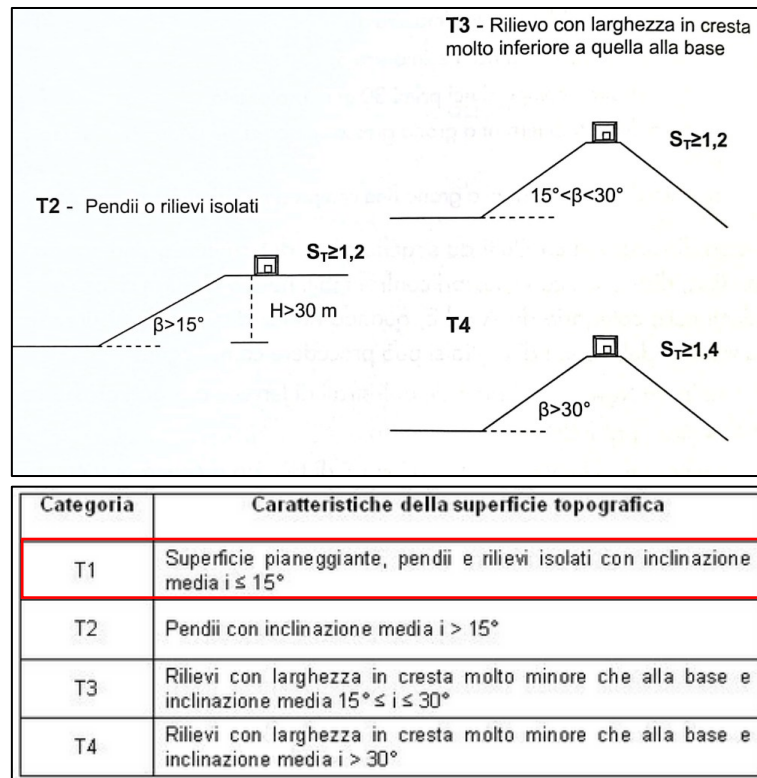 T3 - Rilievo con larghezza in cresta
molto inferiore a quella alla base
S_T≥1,2
15°<β<30°
T2 - Pendii o rilievi isolati
S_T≥1,2
β>15°
H>30 m
T4
S_T≥1,4
β>30°
Categoria
Caratteristiche della superficie topografica
T1
Superficie pianeggiante, pendii e rilievi isolati con inclinazione
media i ≤ 15°
T2
Pendii con inclinazione media i > 15°
T3
Rilievi con larghezza in cresta molto minore che alla base e
inclinazione media 15° ≤ i ≤ 30°
T4
Rilievi con larghezza in cresta molto minore che alla base e
inclinazione media i > 30°